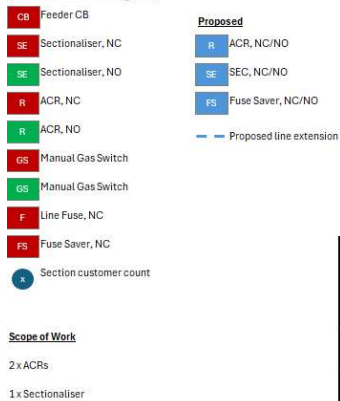 CB Feeder CB
SE Sectionaliser, NC
SE Sectionaliser, NO
R ACR, NC
R ACR, NO
GS Manual Gas Switch
GS Manual Gas Switch
F Line Fuse, NC
FS Fuse Saver, NC
x Section customer count
Proposed
R ACR, NC/NO
SE SEC, NC/NO
FS Fuse Saver, NC/NO
Proposed line extension
Scope of Work
2 x ACRs
1 x Sectionaliser